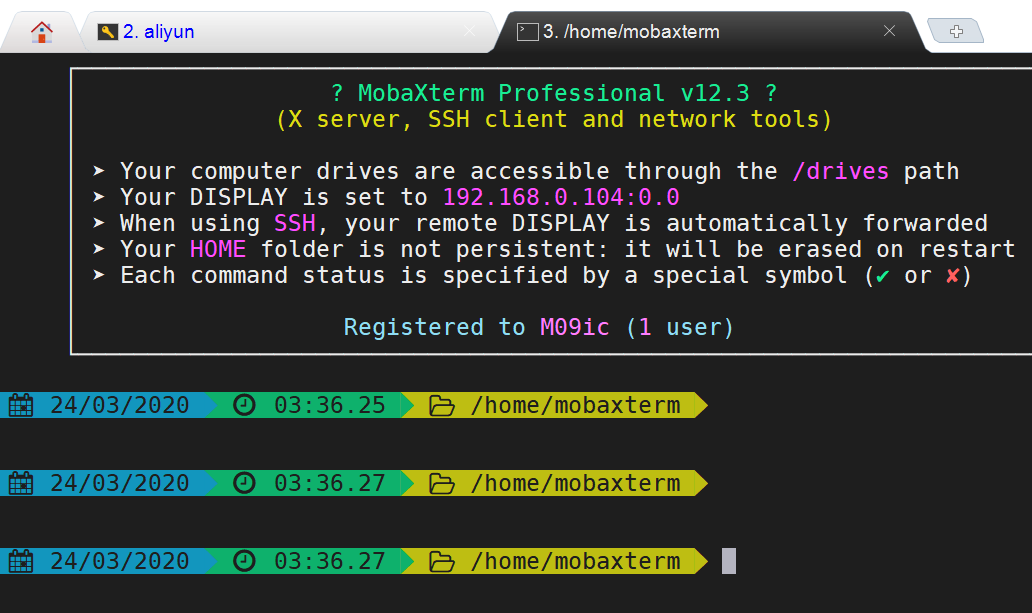 2. aliyun
3. /home/mobaxterm
? MobaXterm Professional v12.3 ?
(X server, SSH client and network tools)
➤ Your computer drives are accessible through the /drives path
➤ Your DISPLAY is set to 192.168.0.104:0.0
➤ When using SSH, your remote DISPLAY is automatically forwarded
➤ Your HOME folder is not persistent: it will be erased on restart
➤ Each command status is specified by a special symbol (✔ or ✘)
Registered to M09ic (1 user)
24/03/2020 03:36.25 /home/mobaxterm
24/03/2020 03:36.27 /home/mobaxterm
24/03/2020 03:36.27 /home/mobaxterm